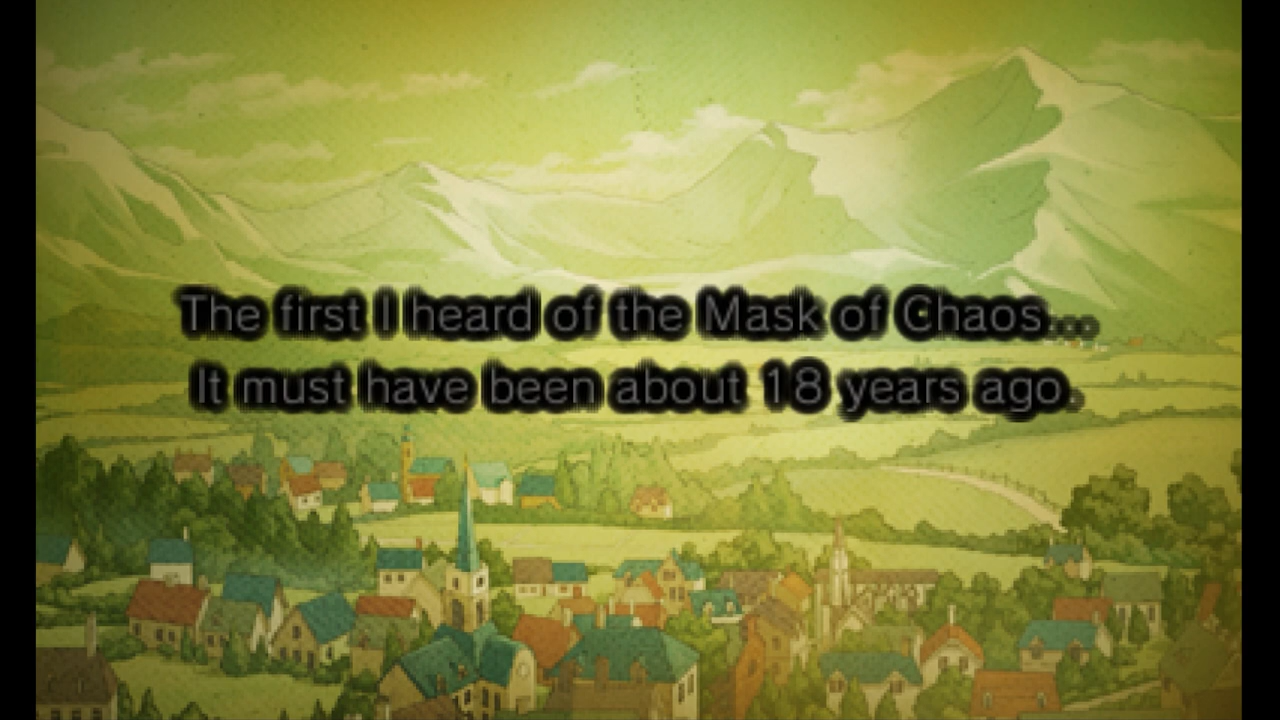 The first I heard of the Mask of Chaos...
It must have been about 18 years ago.